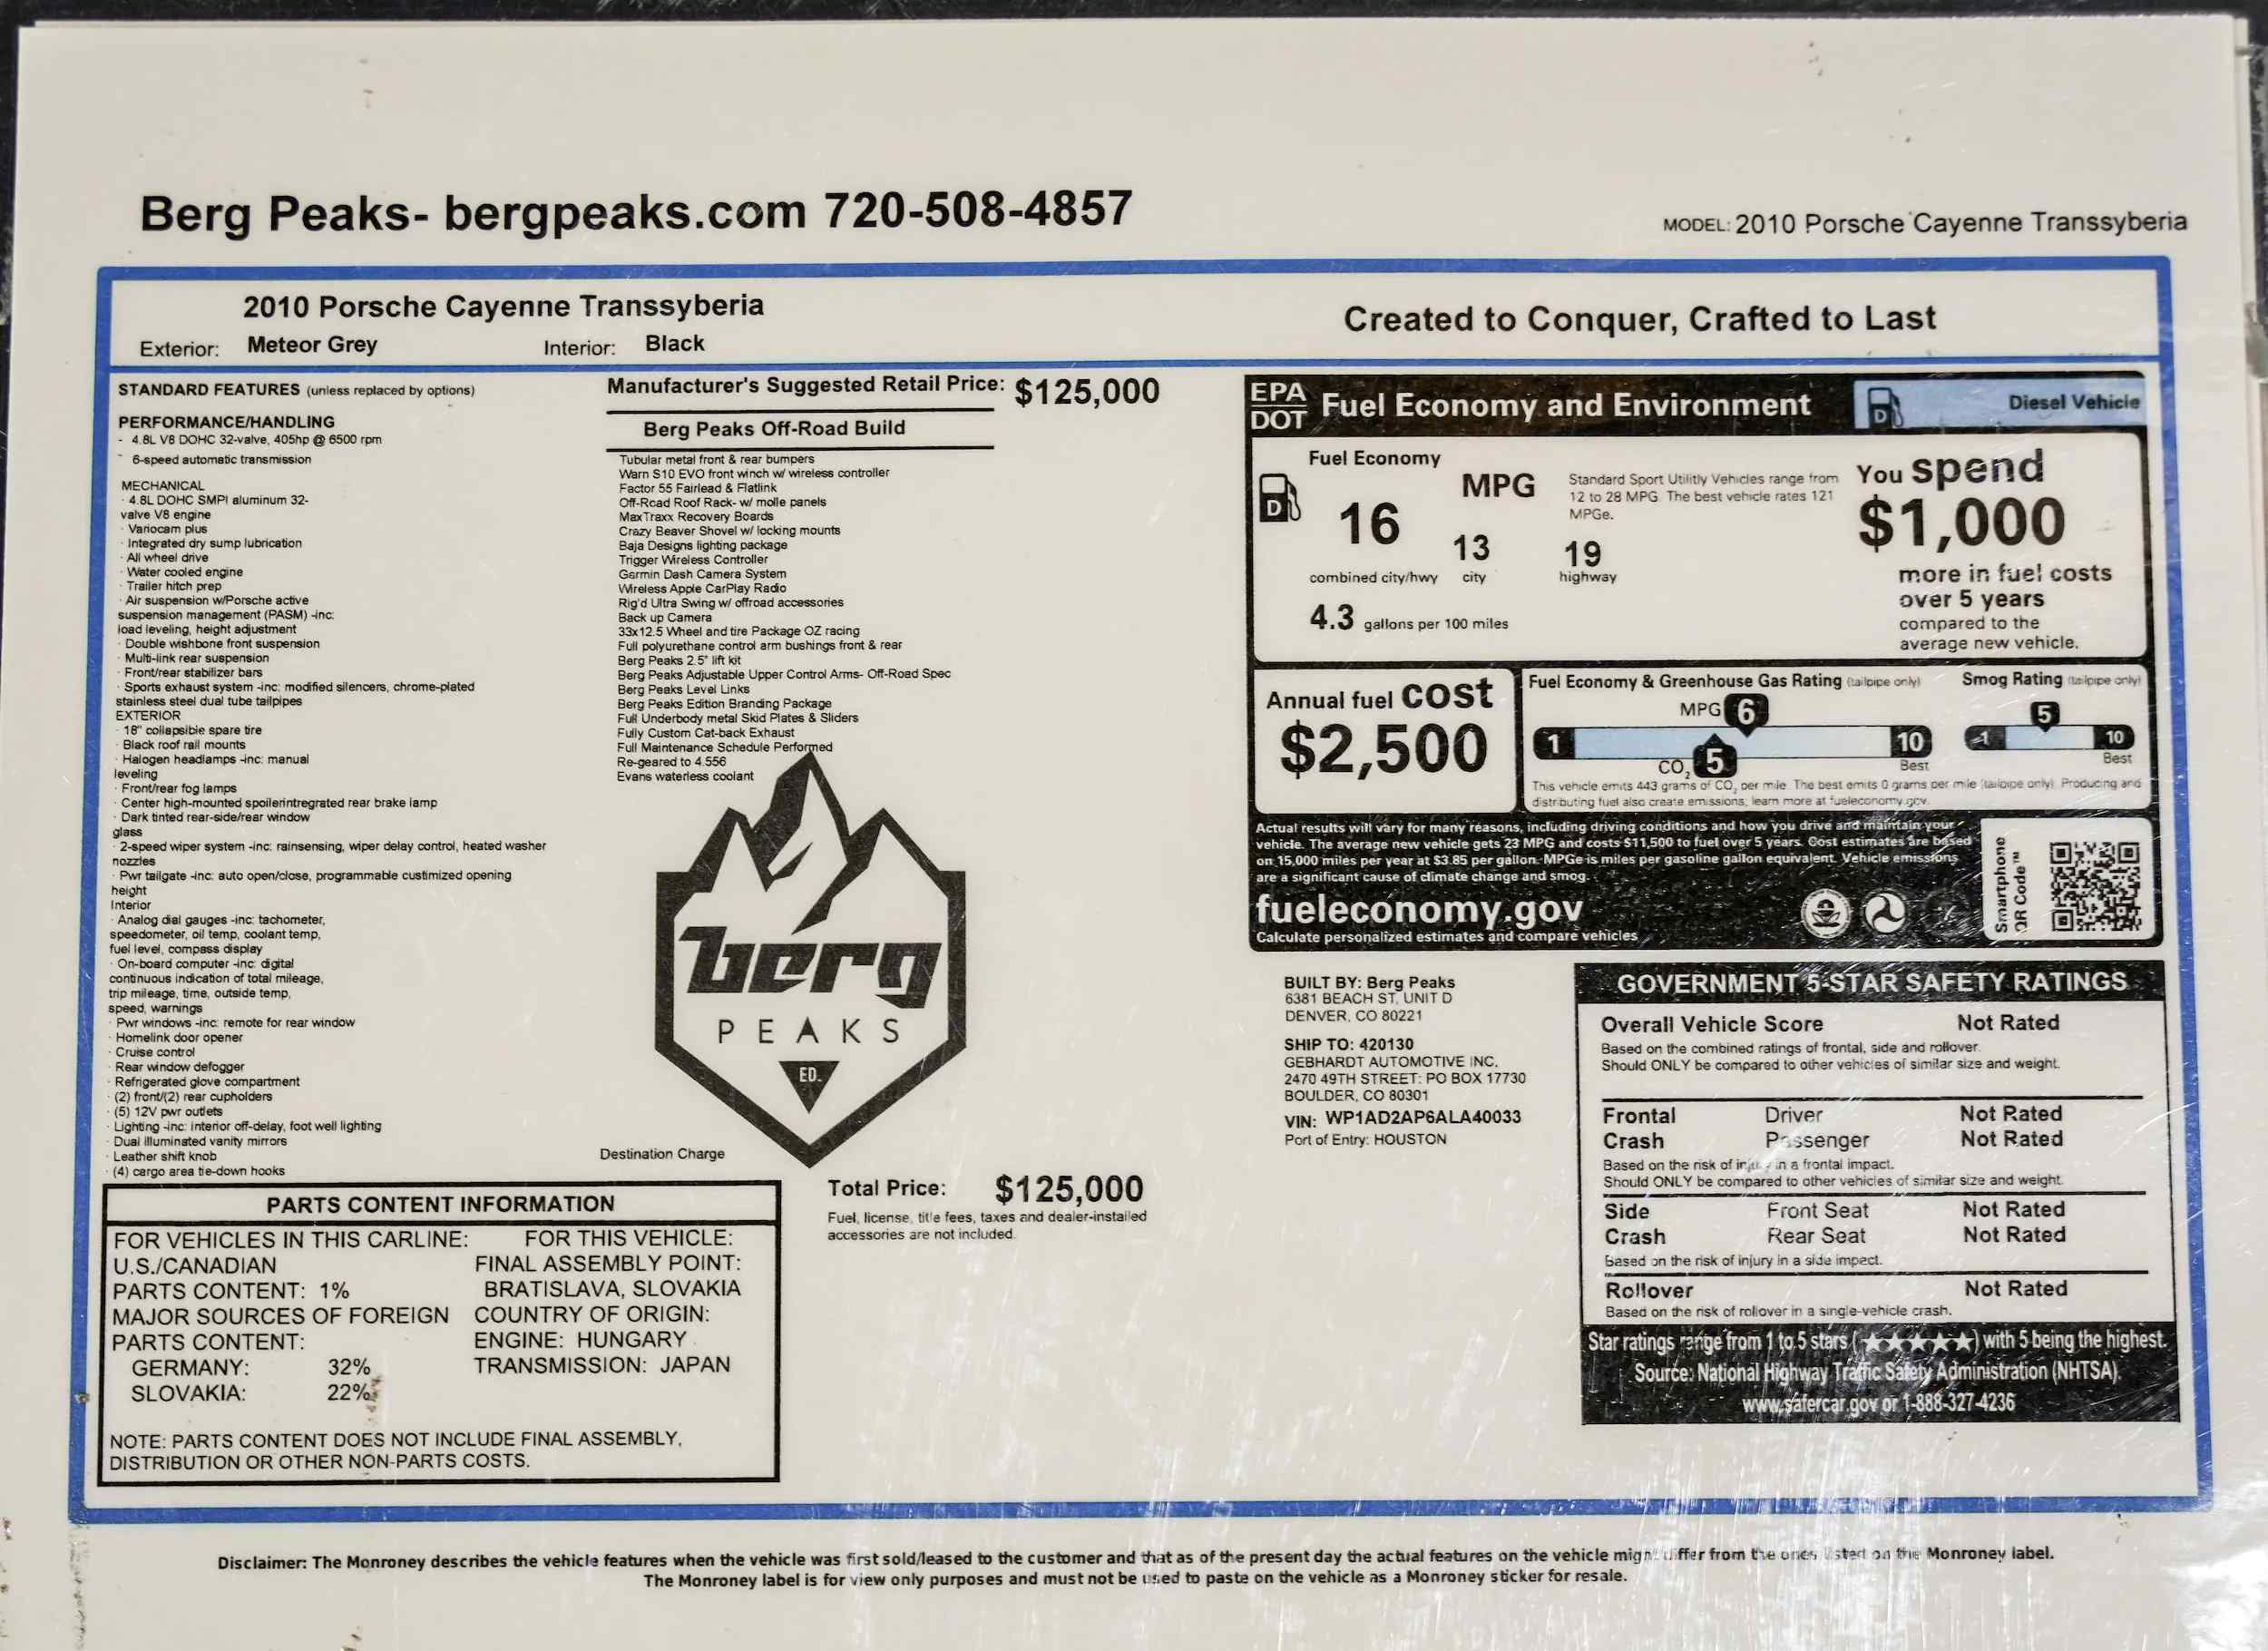 Berg Peaks- bergpeaks.com 720-508-4857
MODEL: 2010 Porsche Cayenne Transsyberia
2010 Porsche Cayenne Transsyberia
Exterior: Meteor Grey Interior: Black
Created to Conquer, Crafted to Last
STANDARD FEATURES (unless replaced by options)
PERFORMANCE/HANDLING
- 4.8L V8 DOHC 32-valve, 405hp @ 6500 rpm
- 6-speed automatic transmission
MECHANICAL
· 4.8L DOHC SMPI aluminum 32-
valve V8 engine
· Variocam plus
· Integrated dry sump lubrication
· All wheel drive
· Water cooled engine
· Trailer hitch prep
· Air suspension w/Porsche active
suspension management (PASM) -inc:
load leveling, height adjustment
· Double wishbone front suspension
· Multi-link rear suspension
· Front/rear stabilizer bars
· Sports exhaust system -inc: modified silencers, chrome-plated
stainless steel dual tube tailpipes
EXTERIOR
· 18" collapsible spare tire
· Black roof rail mounts
· Halogen headlamps -inc: manual
leveling
· Front/rear fog lamps
· Center high-mounted spoilerintregrated rear brake lamp
· Dark tinted rear-side/rear window
glass
· 2-speed wiper system -inc: rainsensing, wiper delay control, heated washer
nozzles
· Pwr tailgate -inc: auto open/close, programmable custimized opening
height
Interior
· Analog dial gauges -inc: tachometer,
speedometer, oil temp, coolant temp,
fuel level, compass display
· On-board computer -inc: digital
continuous indication of total mileage,
trip mileage, time, outside temp,
speed, warnings
· Pwr windows -inc: remote for rear window
· Homelink door opener
· Cruise control
· Rear window defogger
· Refrigerated glove compartment
· (2) front/(2) rear cupholders
· (5) 12V pwr outlets
· Lighting -inc: interior off-delay, foot well lighting
· Dual illuminated vanity mirrors
· Leather shift knob
· (4) cargo area tie-down hooks
Manufacturer's Suggested Retail Price: $125,000
Berg Peaks Off-Road Build
Tubular metal front & rear bumpers
Warn S10 EVO front winch w/ wireless controller
Factor 55 Fairlead & Flatlink
Off-Road Roof Rack- w/ molle panels
MaxTraxx Recovery Boards
Crazy Beaver Shovel w/ locking mounts
Baja Designs lighting package
Trigger Wireless Controller
Garmin Dash Camera System
Wireless Apple CarPlay Radio
Rig'd Ultra Swing w/ offroad accessories
Back up Camera
33x12.5 Wheel and tire Package OZ racing
Full polyurethane control arm bushings front & rear
Berg Peaks 2.5" lift kit
Berg Peaks Adjustable Upper Control Arms- Off-Road Spec
Berg Peaks Level Links
Berg Peaks Edition Branding Package
Full Underbody metal Skid Plates & Sliders
Fully Custom Cat-back Exhaust
Full Maintenance Schedule Performed
Re-geared to 4.556
Evans waterless coolant
berg
PEAKS
ED.
Destination Charge
Total Price: $125,000
Fuel, license, title fees, taxes and dealer-installed
accessories are not included.
PARTS CONTENT INFORMATION
FOR VEHICLES IN THIS CARLINE:
U.S./CANADIAN
PARTS CONTENT: 1%
MAJOR SOURCES OF FOREIGN
PARTS CONTENT:
GERMANY: 32%
SLOVAKIA: 22%
FOR THIS VEHICLE:
FINAL ASSEMBLY POINT:
BRATISLAVA, SLOVAKIA
COUNTRY OF ORIGIN:
ENGINE: HUNGARY
TRANSMISSION: JAPAN
NOTE: PARTS CONTENT DOES NOT INCLUDE FINAL ASSEMBLY,
DISTRIBUTION OR OTHER NON-PARTS COSTS.
EPA
DOT
Fuel Economy and Environment
D
Diesel Vehicle
Fuel Economy
D
16
MPG
13
19
combined city/hwy city highway
4.3 gallons per 100 miles
Standard Sport Utilitly Vehicles range from
12 to 28 MPG. The best vehicle rates 121
MPGe.
You spend
$1,000
more in fuel costs
over 5 years
compared to the
average new vehicle.
Annual fuel cost
$2,500
Fuel Economy & Greenhouse Gas Rating (tailpipe only)
MPG 6
1 10
CO2 5 Best
Smog Rating (tailpipe only)
5
1 10
Best
This vehicle emits 443 grams of CO2 per mile. The best emits 0 grams per mile (tailpipe only). Producing and
distributing fuel also create emissions; learn more at fueleconomy.gov.
Actual results will vary for many reasons, including driving conditions and how you drive and maintain your
vehicle. The average new vehicle gets 23 MPG and costs $11,500 to fuel over 5 years. Cost estimates are based
on 15,000 miles per year at $3.85 per gallon. MPGe is miles per gasoline gallon equivalent. Vehicle emissions
are a significant cause of climate change and smog.
fueleconomy.gov
Calculate personalized estimates and compare vehicles
Smartphone
QR Code™
BUILT BY: Berg Peaks
6381 BEACH ST, UNIT D
DENVER, CO 80221
SHIP TO: 420130
GEBHARDT AUTOMOTIVE INC.
2470 49TH STREET: PO BOX 17730
BOULDER, CO 80301
VIN: WP1AD2AP6ALA40033
Port of Entry: HOUSTON
GOVERNMENT 5-STAR SAFETY RATINGS
Overall Vehicle Score Not Rated
Based on the combined ratings of frontal, side and rollover.
Should ONLY be compared to other vehicles of similar size and weight.
Frontal Driver Not Rated
Crash Passenger Not Rated
Based on the risk of injury in a frontal impact.
Should ONLY be compared to other vehicles of similar size and weight.
Side Front Seat Not Rated
Crash Rear Seat Not Rated
Based on the risk of injury in a side impact.
Rollover Not Rated
Based on the risk of rollover in a single-vehicle crash.
Star ratings range from 1 to 5 stars (★★★★★) with 5 being the highest.
Source: National Highway Traffic Safety Administration (NHTSA).
www.safercar.gov or 1-888-327-4236
Disclaimer: The Monroney describes the vehicle features when the vehicle was first sold/leased to the customer and that as of the present day the actual features on the vehicle might differ from the ones listed on the Monroney label.
The Monroney label is for view only purposes and must not be used to paste on the vehicle as a Monroney sticker for resale.